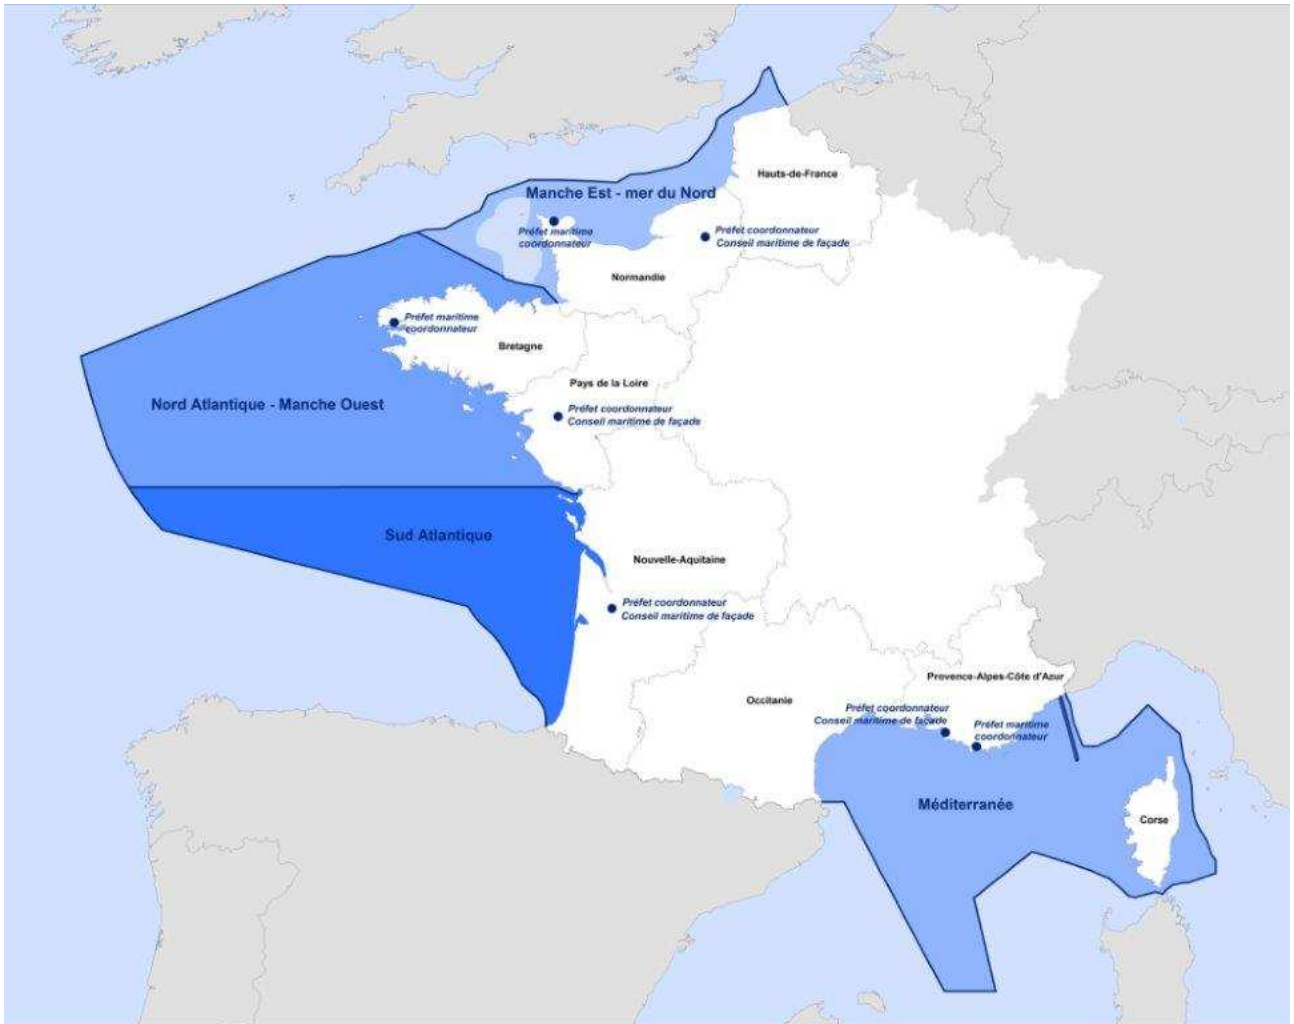 Hauts-de-France
Manche Est - mer du Nord
Préfet maritime
coordonnateur
Préfet coordonnateur
Conseil maritime de façade
Normandie
Préfet maritime
coordonnateur
Bretagne
Pays de la Loire
Nord Atlantique - Manche Ouest
Préfet coordonnateur
Conseil maritime de façade
Sud Atlantique
Nouvelle-Aquitaine
Préfet coordonnateur
Conseil maritime de façade
Provence-Alpes-Côte d'Azur
Occitanie
Préfet coordonnateur
Conseil maritime de façade
Préfet maritime
coordonnateur
Méditerranée
Corse